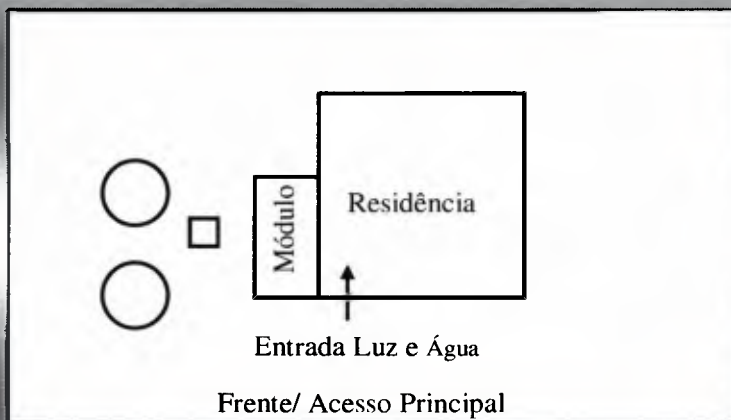 Módulo
Residência
Entrada Luz e Água
Frente/ Acesso Principal